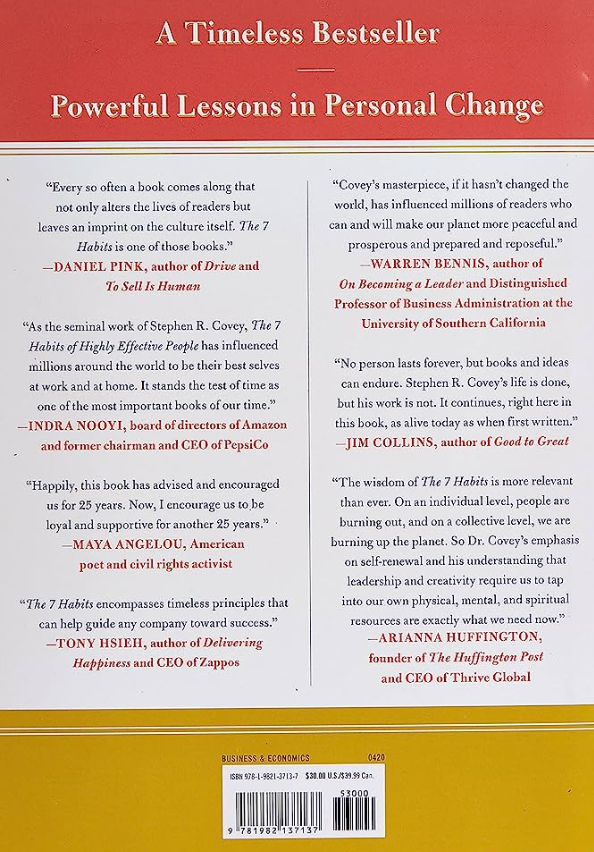 A Timeless Bestseller
Powerful Lessons in Personal Change
“Every so often a book comes along that
not only alters the lives of readers but
leaves an imprint on the culture itself. The 7
Habits is one of those books.”
—DANIEL PINK, author of Drive and
To Sell Is Human
“As the seminal work of Stephen R. Covey, The 7
Habits of Highly Effective People has influenced
millions around the world to be their best selves
at work and at home. It stands the test of time as
one of the most important books of our time.”
—INDRA NOOYI, board of directors of Amazon
and former chairman and CEO of PepsiCo
“Happily, this book has advised and encouraged
us for 25 years. Now, I encourage us to be
loyal and supportive for another 25 years.”
—MAYA ANGELOU, American
poet and civil rights activist
“The 7 Habits encompasses timeless principles that
can help guide any company toward success.”
—TONY HSIEH, author of Delivering
Happiness and CEO of Zappos
“Covey’s masterpiece, if it hasn’t changed the
world, has influenced millions of readers who
can and will make our planet more peaceful and
prosperous and prepared and reposeful.”
—WARREN BENNIS, author of
On Becoming a Leader and Distinguished
Professor of Business Administration at the
University of Southern California
“No person lasts forever, but books and ideas
can endure. Stephen R. Covey’s life is done,
but his work is not. It continues, right here in
this book, as alive today as when first written.”
—JIM COLLINS, author of Good to Great
“The wisdom of The 7 Habits is more relevant
than ever. On an individual level, people are
burning out, and on a collective level, we are
burning up the planet. So Dr. Covey’s emphasis
on self-renewal and his understanding that
leadership and creativity require us to tap
into our own physical, mental, and spiritual
resources are exactly what we need now.”
—ARIANNA HUFFINGTON,
founder of The Huffington Post
and CEO of Thrive Global
BUSINESS & ECONOMICS 0420
ISBN 978-1-9821-3713-7 $30.00 U.S./$39.99 Can.
53000
9 781982 137137